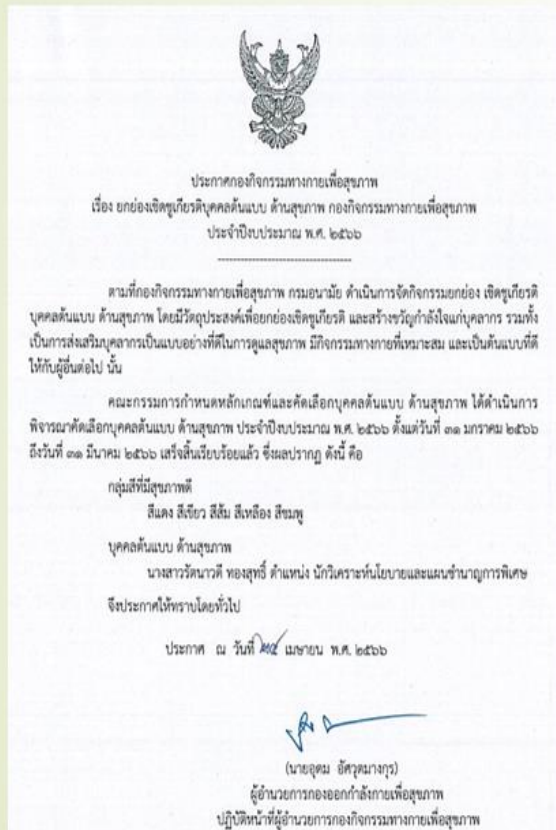 ประกาศกองกิจกรรมทางกายเพื่อสุขภาพ
เรื่อง ยกย่องเชิดชูเกียรติบุคคลต้นแบบ ด้านสุขภาพ กองกิจกรรมทางกายเพื่อสุขภาพ
ประจำปีงบประมาณ พ.ศ. ๒๕๖๖
-------------------------------
ตามที่กองกิจกรรมทางกายเพื่อสุขภาพ กรมอนามัย ดำเนินการจัดกิจกรรมยกย่อง เชิดชูเกียรติ
บุคคลต้นแบบ ด้านสุขภาพ โดยมีวัตถุประสงค์เพื่อยกย่องเชิดชูเกียรติ และสร้างขวัญกำลังใจแก่บุคลากร รวมทั้ง
เป็นการส่งเสริมบุคลากรเป็นแบบอย่างที่ดีในการดูแลสุขภาพ มีกิจกรรมทางกายที่เหมาะสม และเป็นต้นแบบที่ดี
ให้กับผู้อื่นต่อไป นั้น
คณะกรรมการกำหนดหลักเกณฑ์และคัดเลือกบุคคลต้นแบบ ด้านสุขภาพ ได้ดำเนินการ
พิจารณาคัดเลือกบุคคลต้นแบบ ด้านสุขภาพ ประจำปีงบประมาณ พ.ศ. ๒๕๖๖ ตั้งแต่วันที่ ๓๑ มกราคม ๒๕๖๖
ถึงวันที่ ๓๑ มีนาคม ๒๕๖๖ เสร็จสิ้นเรียบร้อยแล้ว ซึ่งผลปรากฏ ดังนี้ คือ
กลุ่มสีที่มีสุขภาพดี
สีแดง สีเขียว สีส้ม สีเหลือง สีชมพู
บุคคลต้นแบบ ด้านสุขภาพ
นางสาวรัตนาวดี ทองสุทธิ์ ตำแหน่ง นักวิเคราะห์นโยบายและแผนชำนาญการพิเศษ
จึงประกาศให้ทราบโดยทั่วไป
ประกาศ ณ วันที่ เมษายน พ.ศ. ๒๕๖๖
(นายอุดม อัศวุตมางกุร)
ผู้อำนวยการกองออกกำลังกายเพื่อสุขภาพ
ปฏิบัติหน้าที่ผู้อำนวยการกองกิจกรรมทางกายเพื่อสุขภาพ